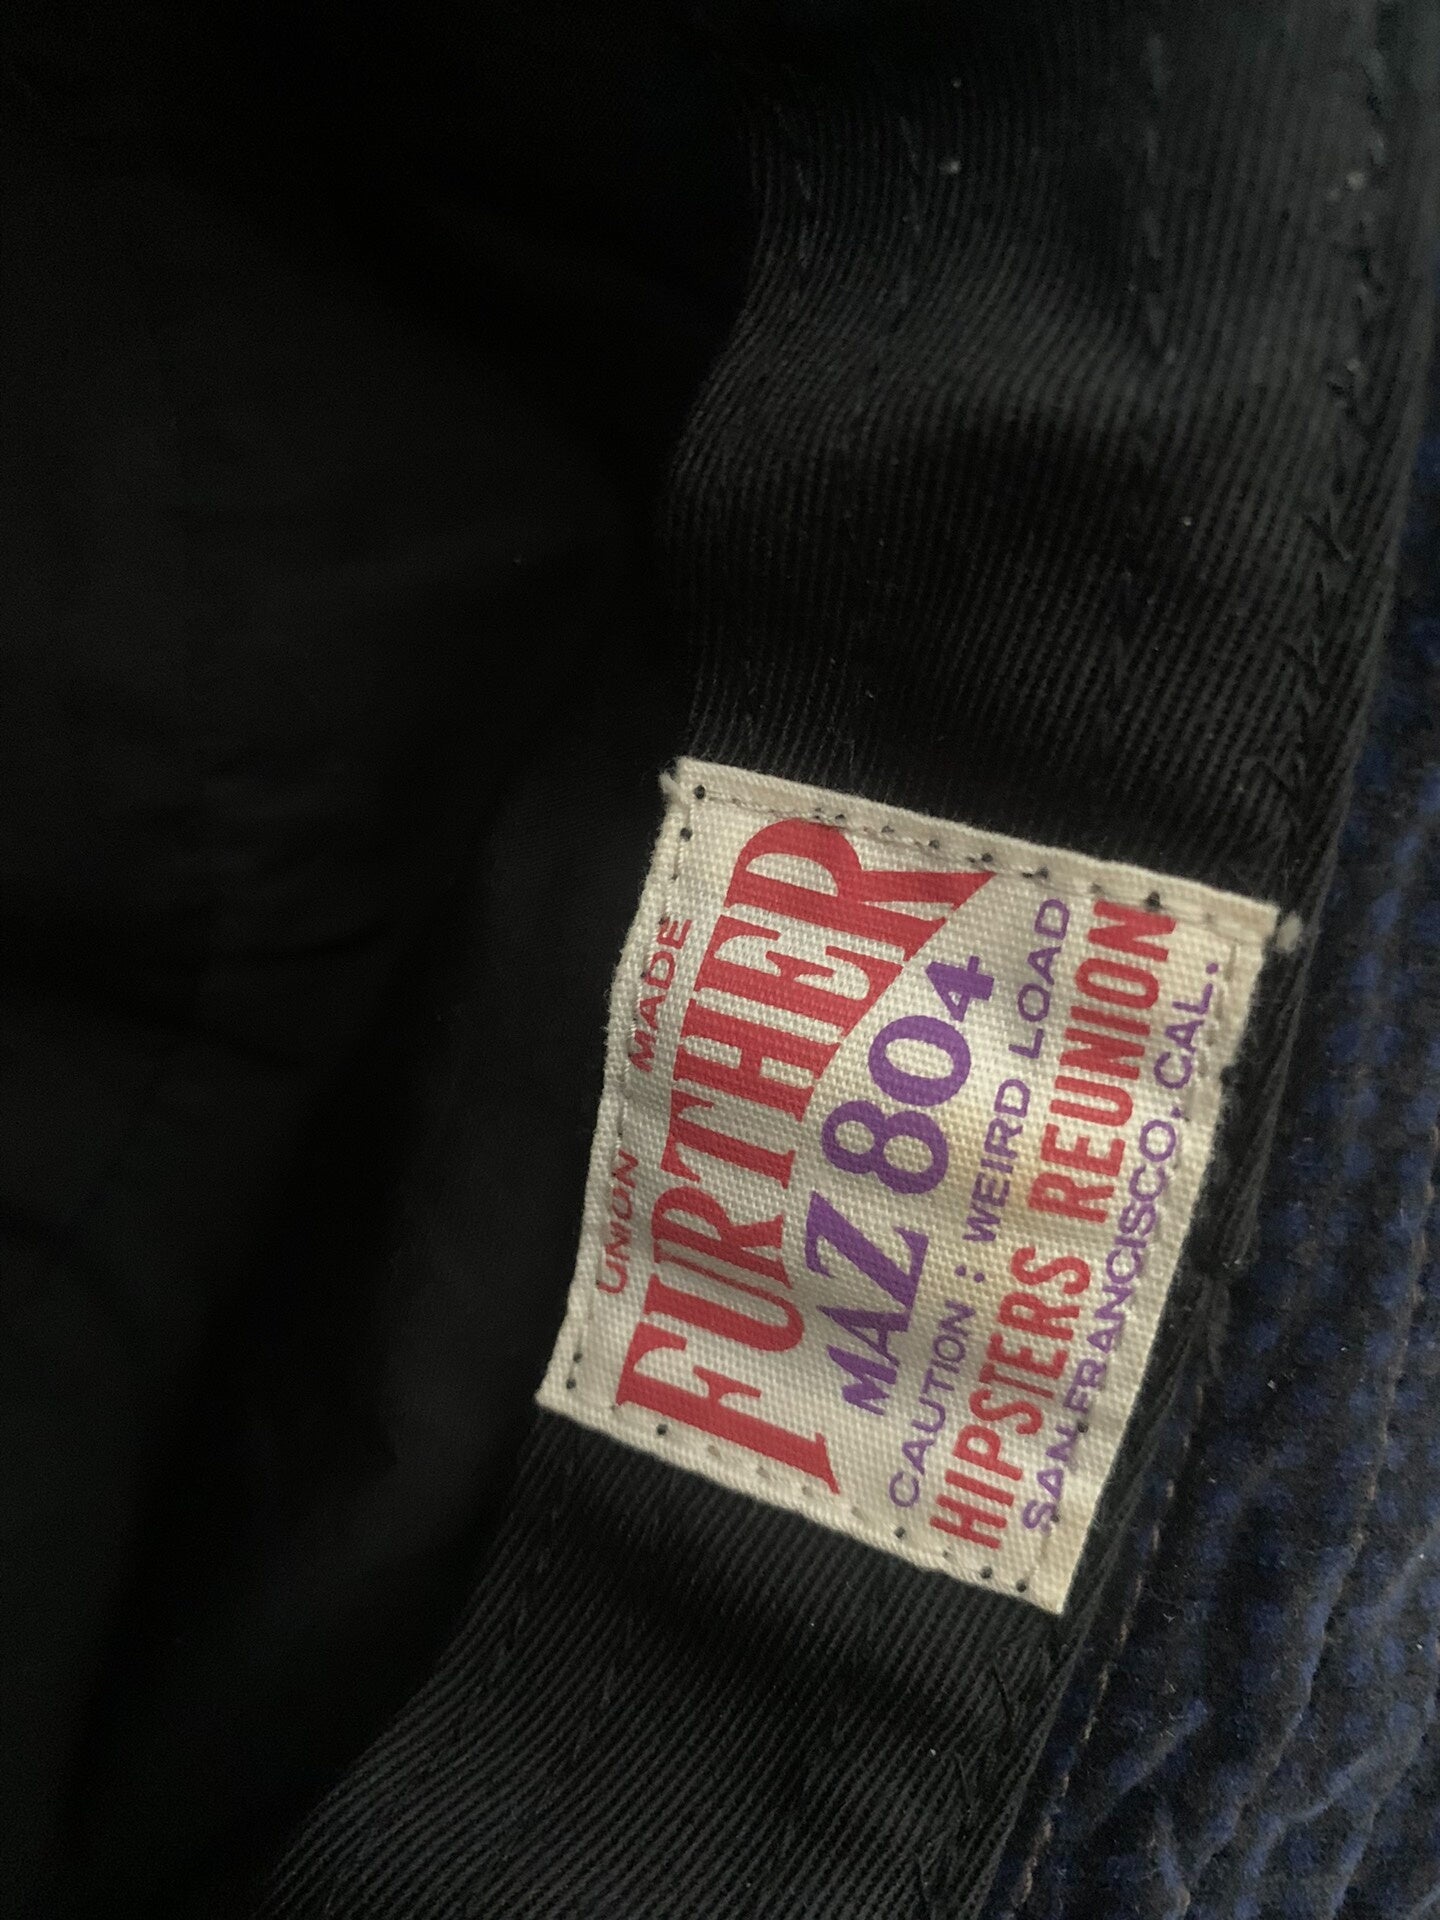 UNION MADE
FURTHER
MAZ 804
CAUTION : WEIRD LOAD
HIPSTERS REUNION
SAN FRANCISCO, CAL.